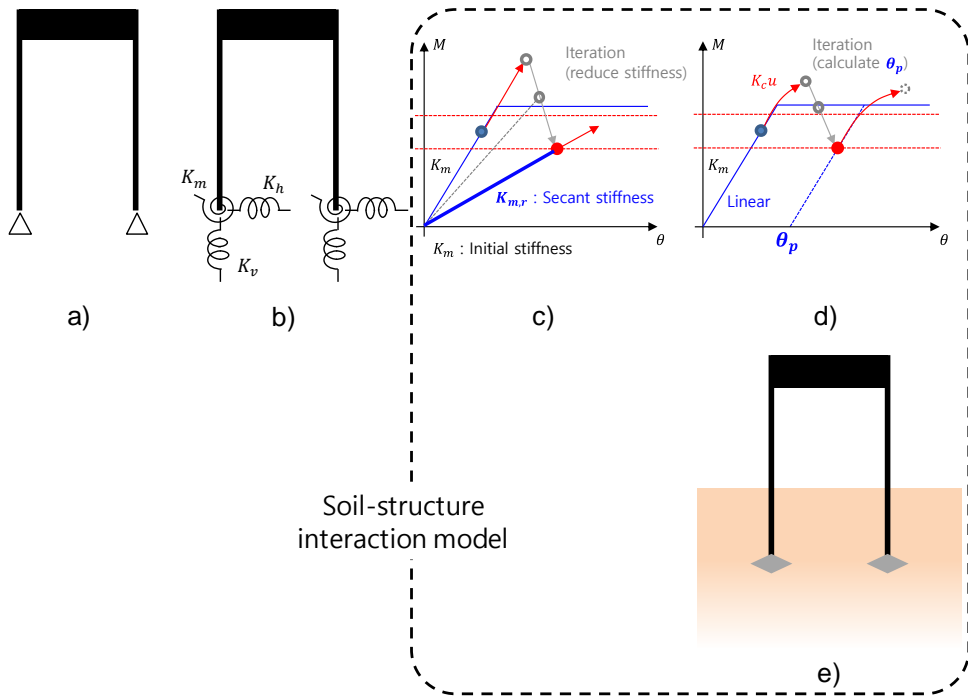 M
Iteration
(reduce stiffness)
K_m
K_{m,r} : Secant stiffness
θ
K_m : Initial stiffness
M
Iteration
(calculate θ_p)
K_c u
K_m
Linear
θ_p
θ
K_m
K_h
K_v
a)
b)
c)
d)
Soil-structure
interaction model
e)